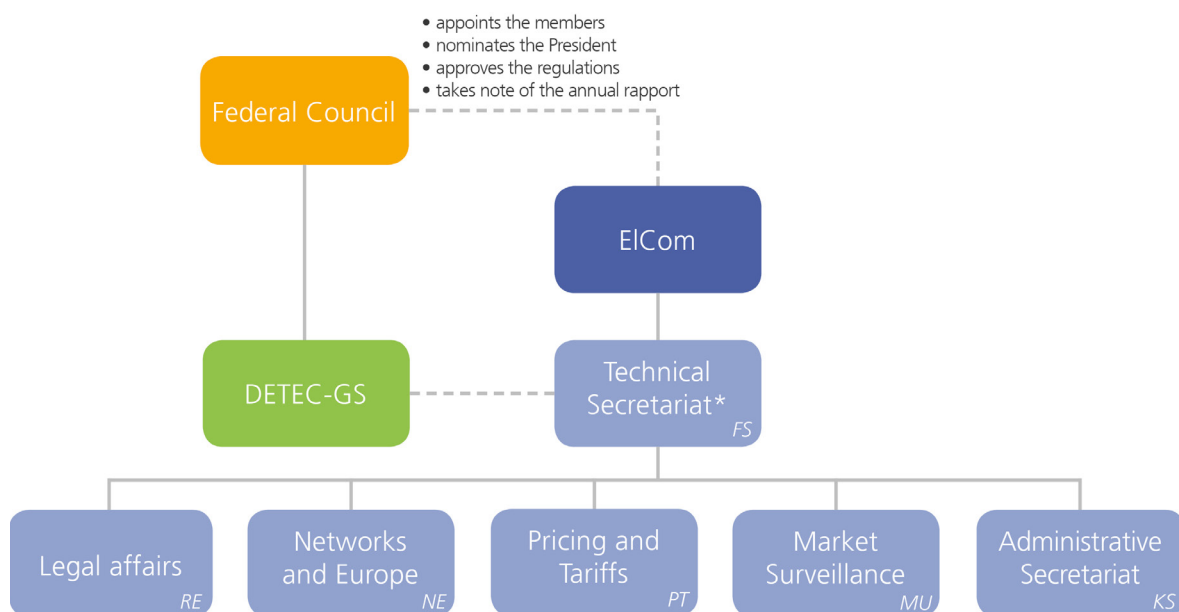 • appoints the members
• nominates the President
• approves the regulations
• takes note of the annual rapport
Federal Council
ElCom
DETEC-GS
Technical
Secretariat*
FS
Legal affairs
RE
Networks
and Europe
NE
Pricing and
Tariffs
PT
Market
Surveillance
MU
Administrative
Secretariat
KS